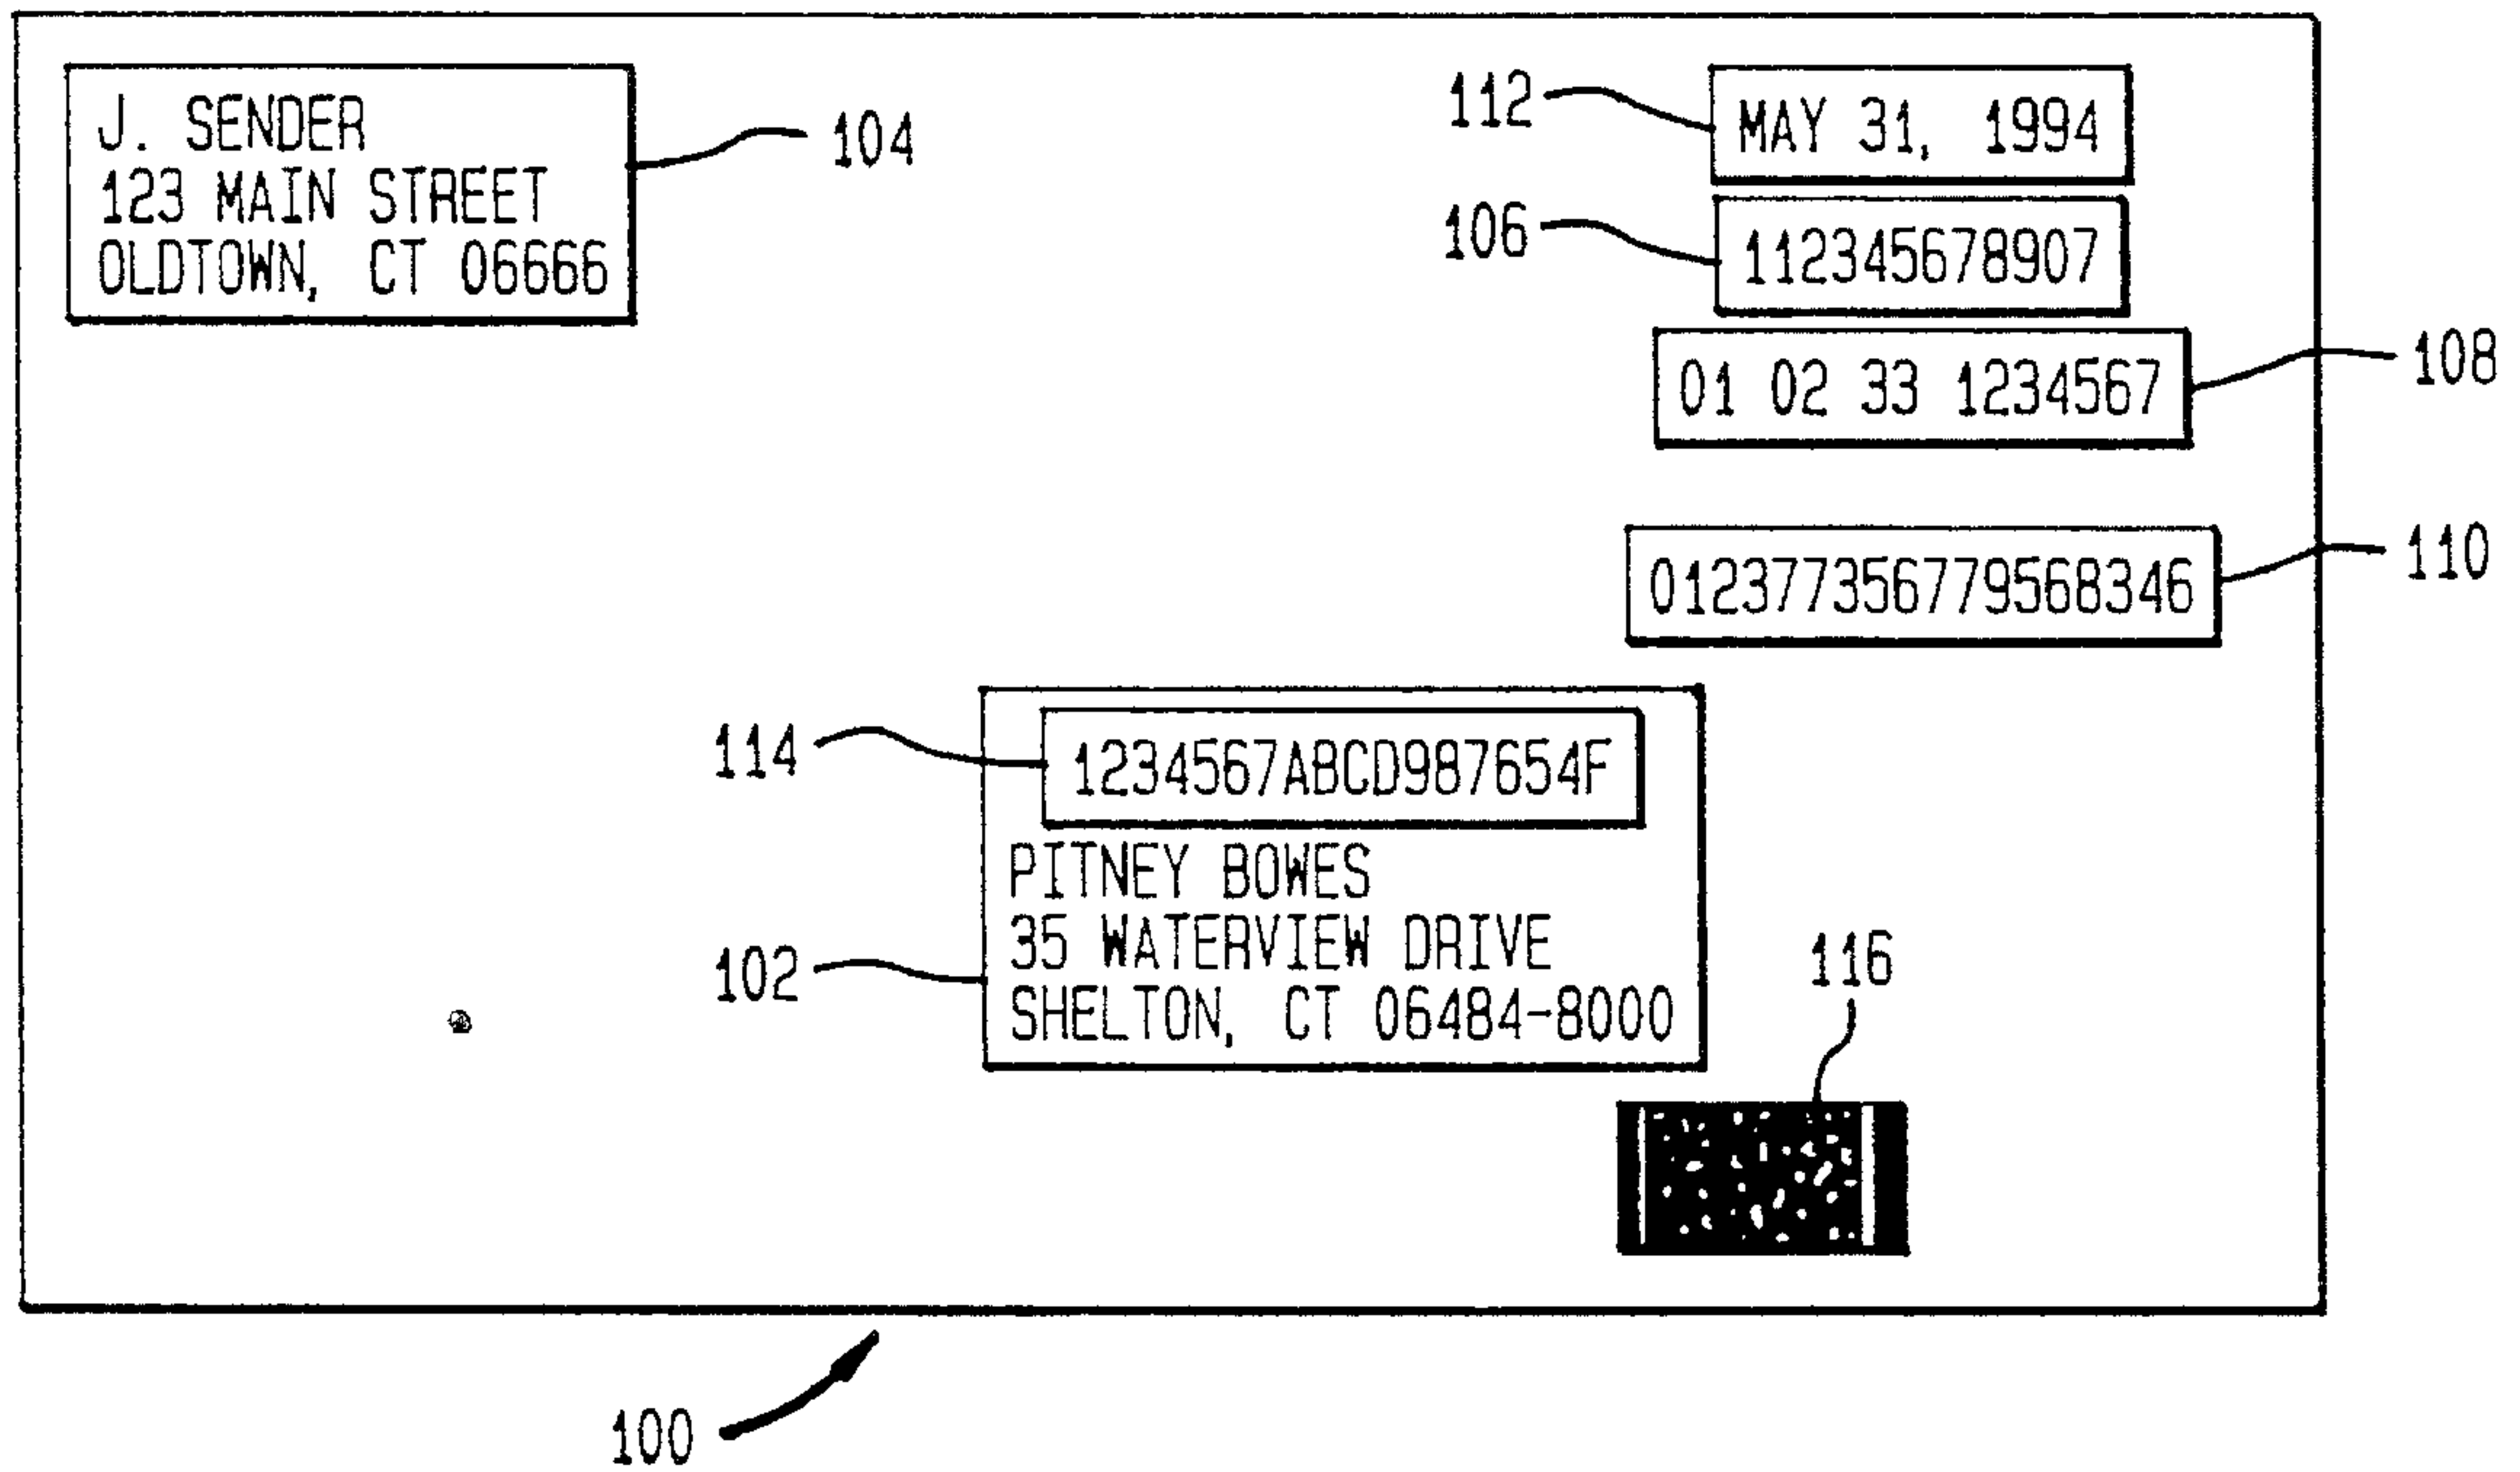 J. SENDER
123 MAIN STREET
OLDTOWN, CT 06666
104
112
MAY 31, 1994
106
112345678907
01 02 33 1234567
108
012377356779568346
110
114
1234567ABCD987654F
PITNEY BOWES
35 WATERVIEW DRIVE
SHELTON, CT 06484-8000
102
116
100